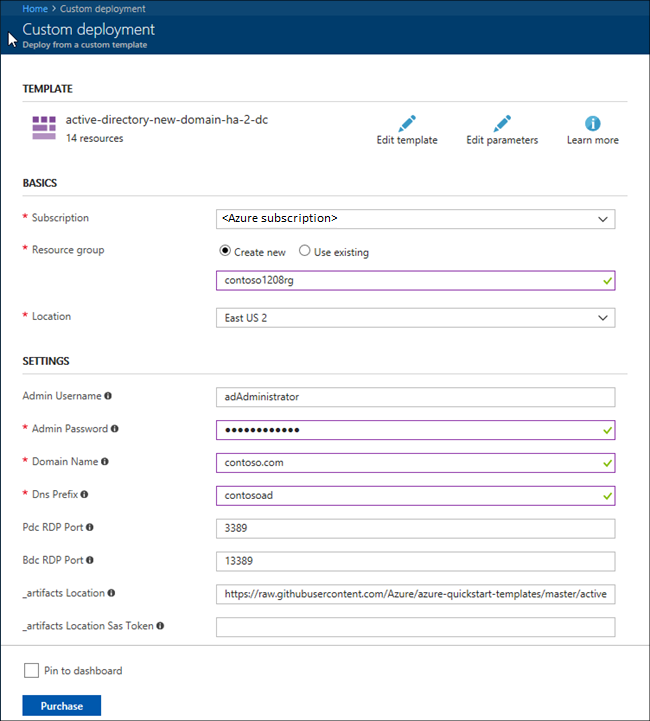 Home > Custom deployment
Custom deployment
Deploy from a custom template
TEMPLATE
active-directory-new-domain-ha-2-dc
14 resources
Edit template
Edit parameters
Learn more
BASICS
* Subscription
<Azure subscription>
* Resource group
Create new
Use existing
contoso1208rg
* Location
East US 2
SETTINGS
Admin Username
adAdministrator
* Admin Password
●●●●●●●●●●●●
* Domain Name
contoso.com
* Dns Prefix
contosoad
Pdc RDP Port
3389
Bdc RDP Port
13389
_artifacts Location
https://raw.githubusercontent.com/Azure/azure-quickstart-templates/master/active
_artifacts Location Sas Token
Pin to dashboard
Purchase